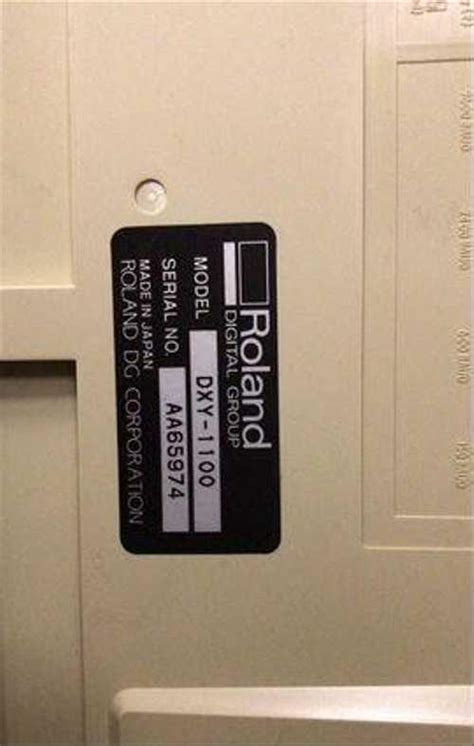 Roland
DIGITAL GROUP
MODEL DXY-1100
SERIAL NO. AA65974
MADE IN JAPAN
ROLAND DG CORPORATION